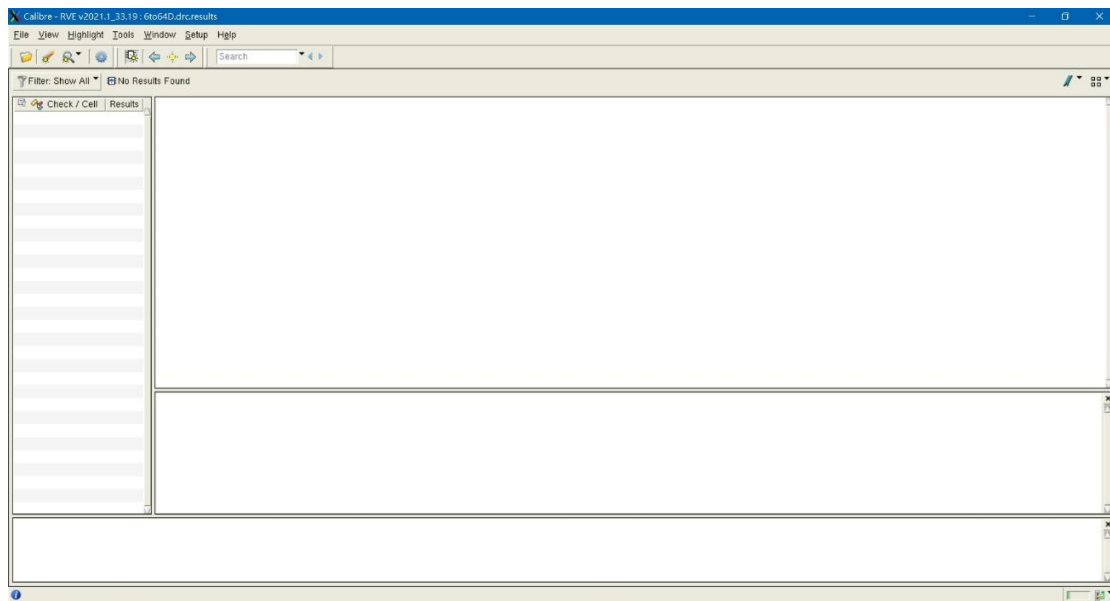 Calibre - RVE v2021.1_33.19 : 6to64D.drc.results
File View Highlight Tools Window Setup Help
Search
Filter: Show All No Results Found
Check / Cell Results